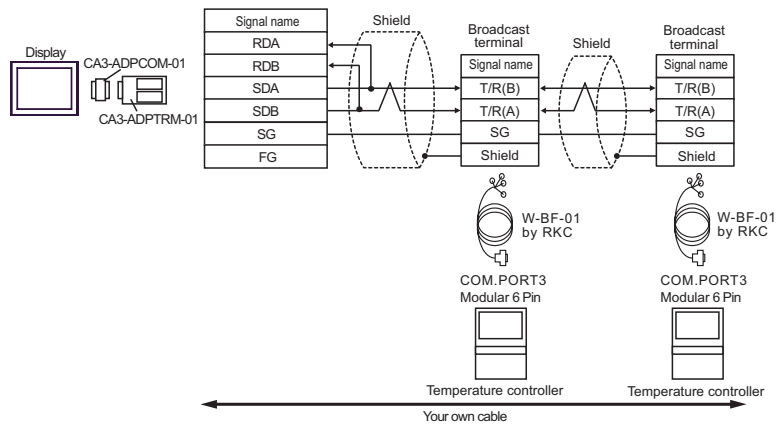 Display
CA3-ADPCOM-01
CA3-ADPTRM-01
Signal name
RDA
RDB
SDA
SDB
SG
FG
Shield
Broadcast
terminal
Signal name
T/R(B)
T/R(A)
SG
Shield
Shield
Broadcast
terminal
Signal name
T/R(B)
T/R(A)
SG
Shield
W-BF-01
by RKC
W-BF-01
by RKC
COM.PORT3
Modular 6 Pin
COM.PORT3
Modular 6 Pin
Temperature controller
Temperature controller
Your own cable